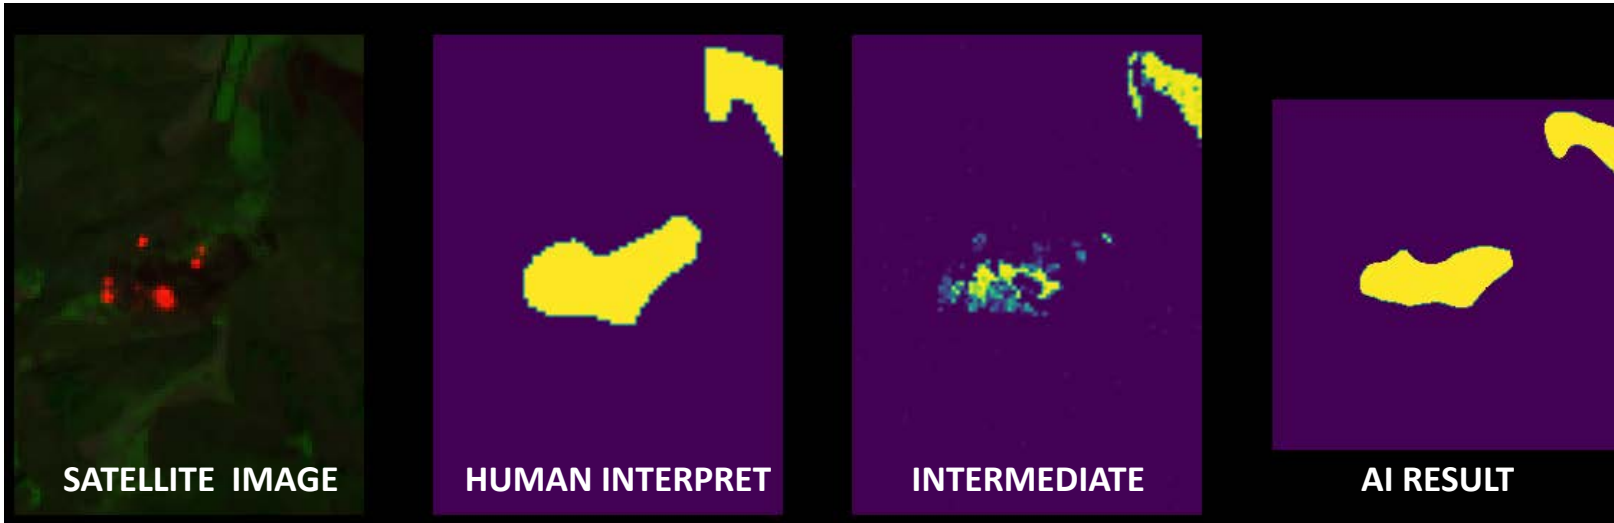 SATELLITE IMAGE
HUMAN INTERPRET
INTERMEDIATE
AI RESULT